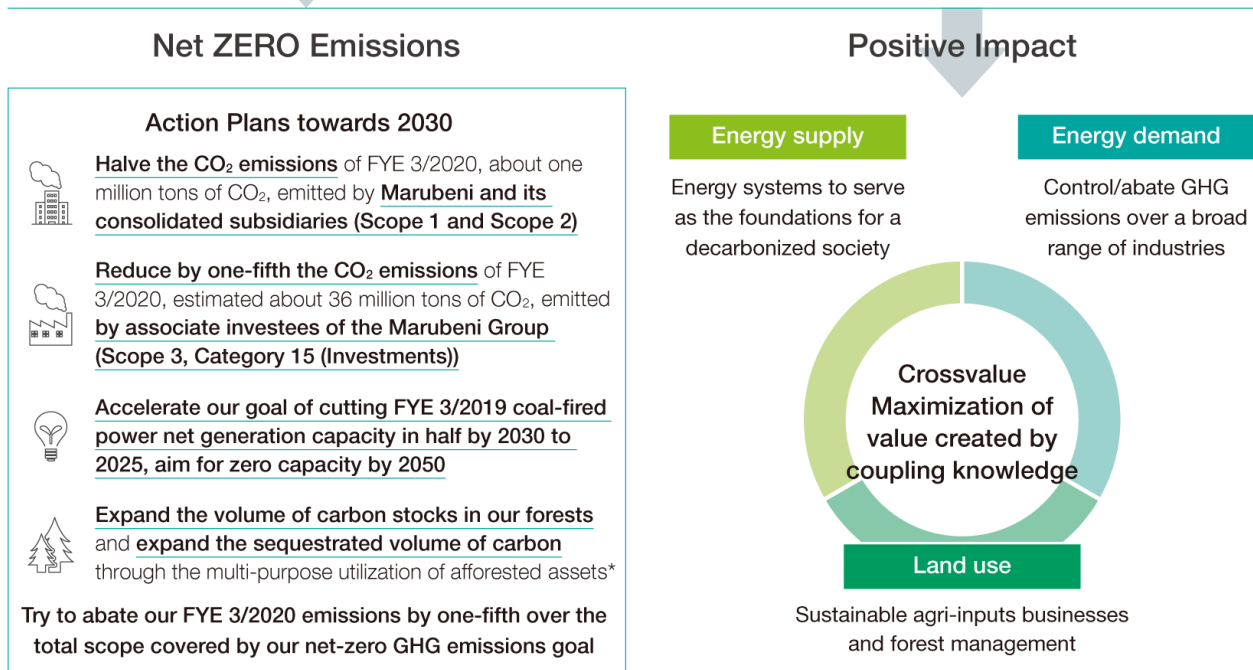 Net ZERO Emissions
Action Plans towards 2030
Halve the CO₂ emissions of FYE 3/2020, about one
million tons of CO₂, emitted by Marubeni and its
consolidated subsidiaries (Scope 1 and Scope 2)
Reduce by one-fifth the CO₂ emissions of FYE
3/2020, estimated about 36 million tons of CO₂, emitted
by associate investees of the Marubeni Group
(Scope 3, Category 15 (Investments))
Accelerate our goal of cutting FYE 3/2019 coal-fired
power net generation capacity in half by 2030 to
2025, aim for zero capacity by 2050
Expand the volume of carbon stocks in our forests
and expand the sequestrated volume of carbon
through the multi-purpose utilization of afforested assets*
Try to abate our FYE 3/2020 emissions by one-fifth over the
total scope covered by our net-zero GHG emissions goal
Positive Impact
Energy supply
Energy systems to serve
as the foundations for a
decarbonized society
Energy demand
Control/abate GHG
emissions over a broad
range of industries
Crossvalue
Maximization of
value created by
coupling knowledge
Land use
Sustainable agri-inputs businesses
and forest management